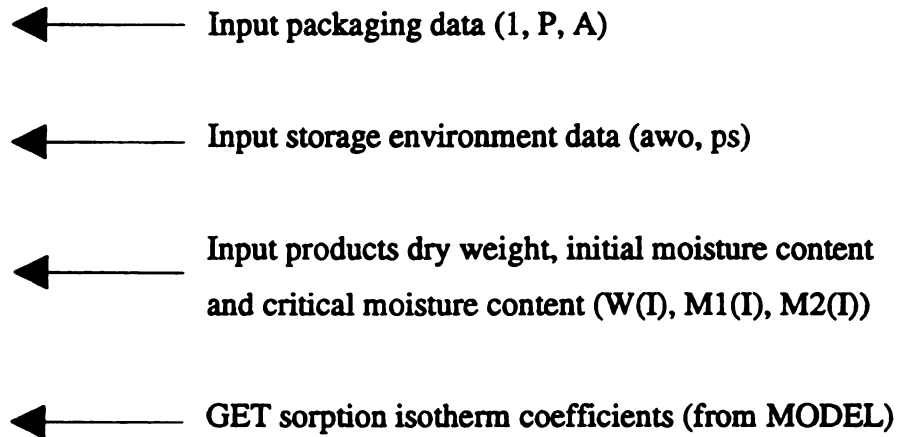 Input packaging data (1, P, A)
Input storage environment data (awo, ps)
Input products dry weight, initial moisture content
and critical moisture content (W(I), M1(I), M2(I))
GET sorption isotherm coefficients (from MODEL)